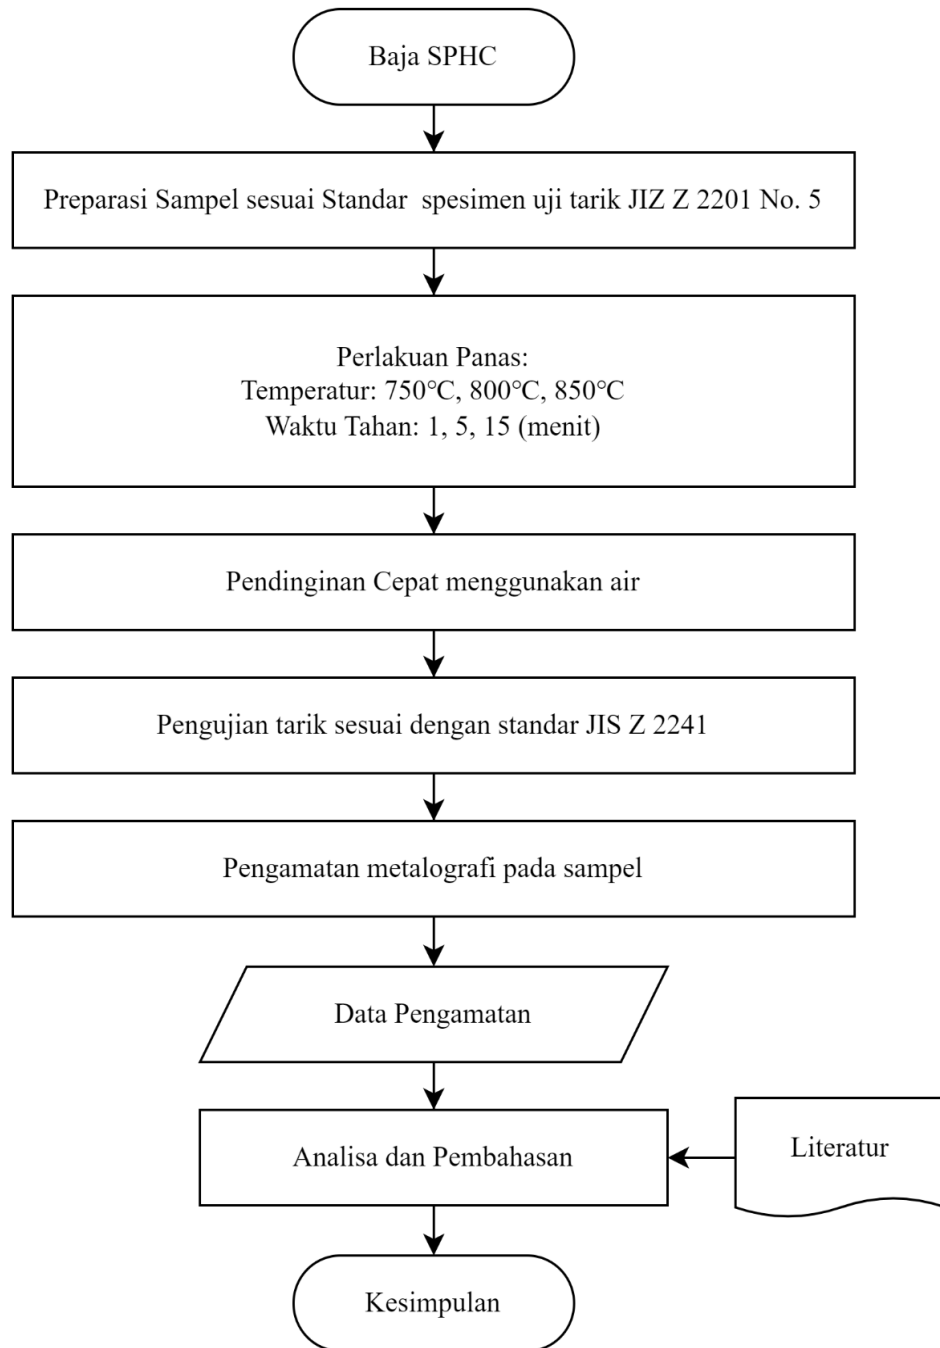 Baja SPHC
Preparasi Sampel sesuai Standar spesimen uji tarik JIZ Z 2201 No. 5
Perlakuan Panas:
Temperatur: 750°C, 800°C, 850°C
Waktu Tahan: 1, 5, 15 (menit)
Pendinginan Cepat menggunakan air
Pengujian tarik sesuai dengan standar JIS Z 2241
Pengamatan metalografi pada sampel
Data Pengamatan
Analisa dan Pembahasan
Literatur
Kesimpulan